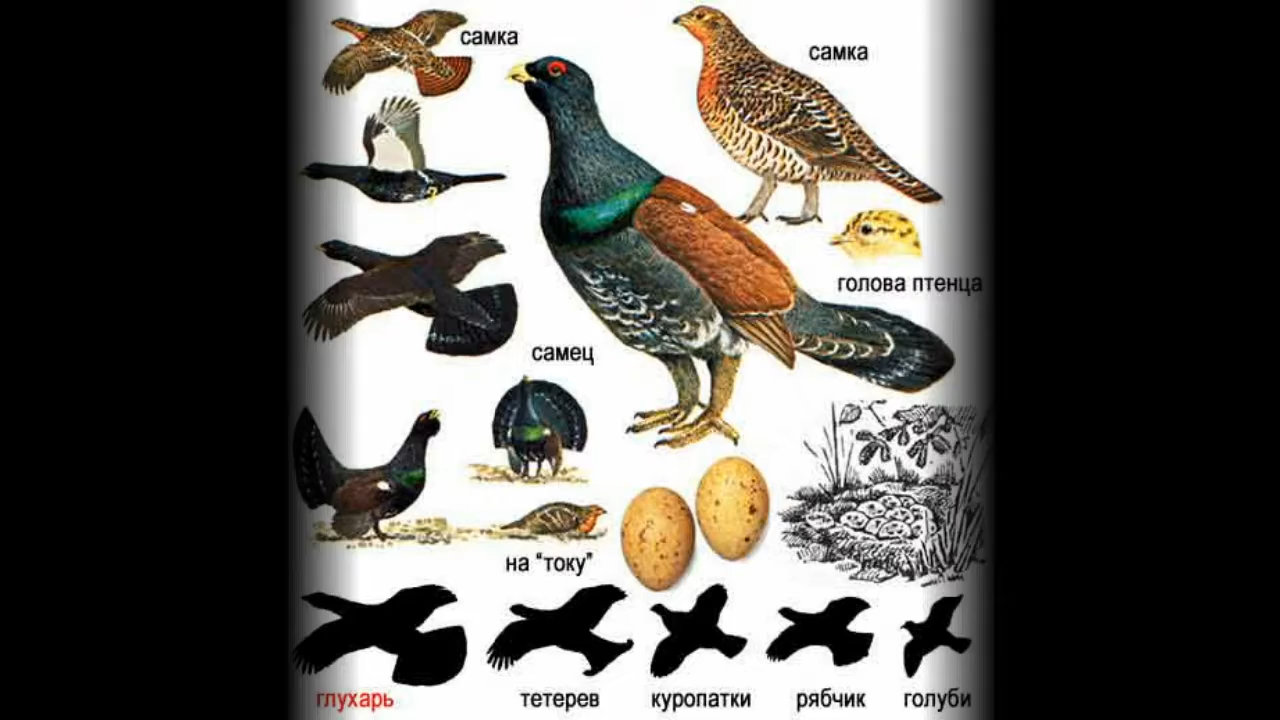 самка
самка
голова птенца
самец
на “току”
глухарь
тетерев
куропатки
рябчик
голуби